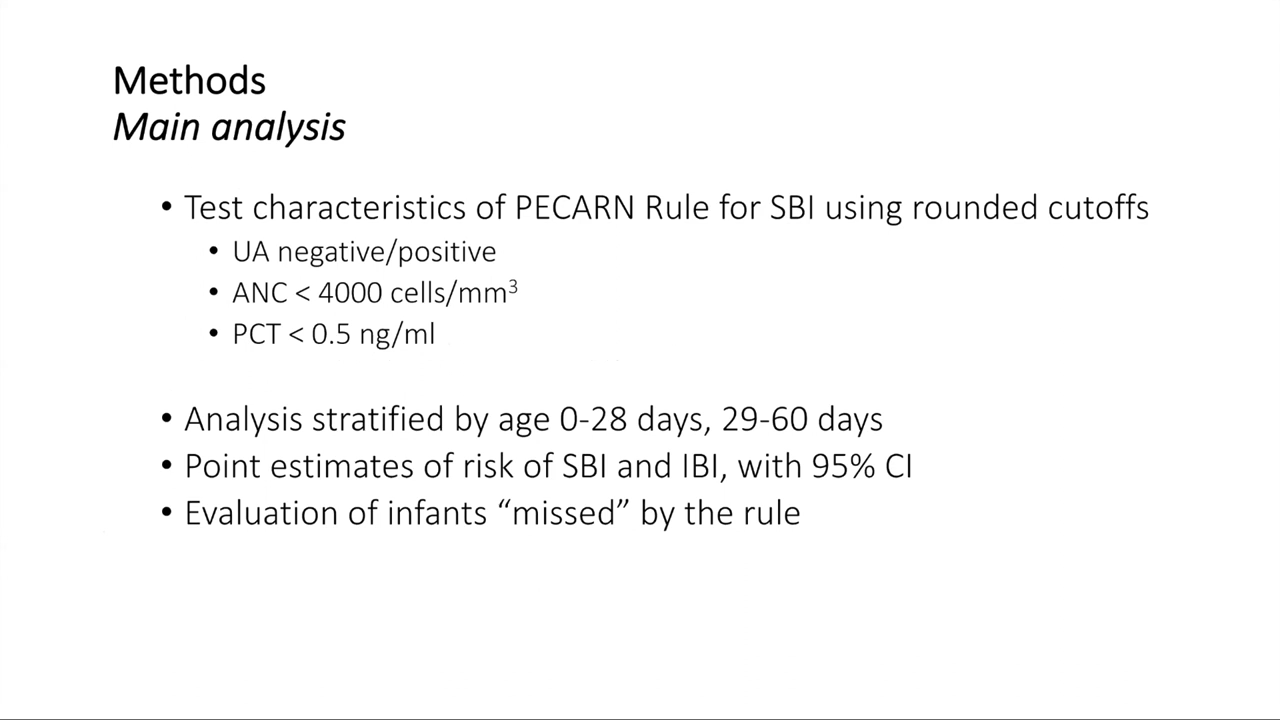 Methods
Main analysis
• Test characteristics of PECARN Rule for SBI using rounded cutoffs
• UA negative/positive
• ANC < 4000 cells/mm³
• PCT < 0.5 ng/ml
• Analysis stratified by age 0-28 days, 29-60 days
• Point estimates of risk of SBI and IBI, with 95% CI
• Evaluation of infants “missed” by the rule